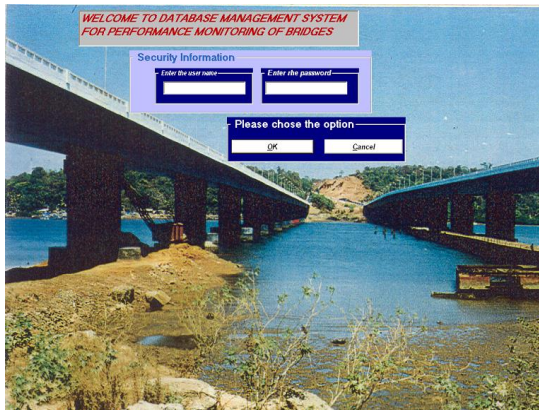 WELCOME TO DATABASE MANAGEMENT SYSTEM
FOR PERFORMANCE MONITORING OF BRIDGES
Security Information
Enter the user name
Enter rhe password
Please chose the option
OK
Cancel